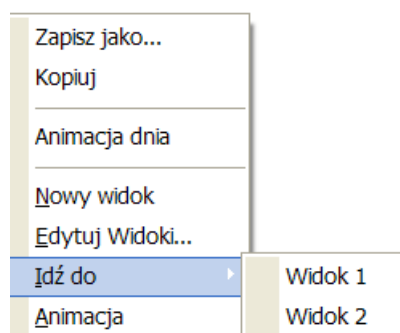 Zapisz jako...
Kopiuj
Animacja dnia
Nowy widok
Edytuj Widoki...
Idź do
Widok 1
Animacja
Widok 2